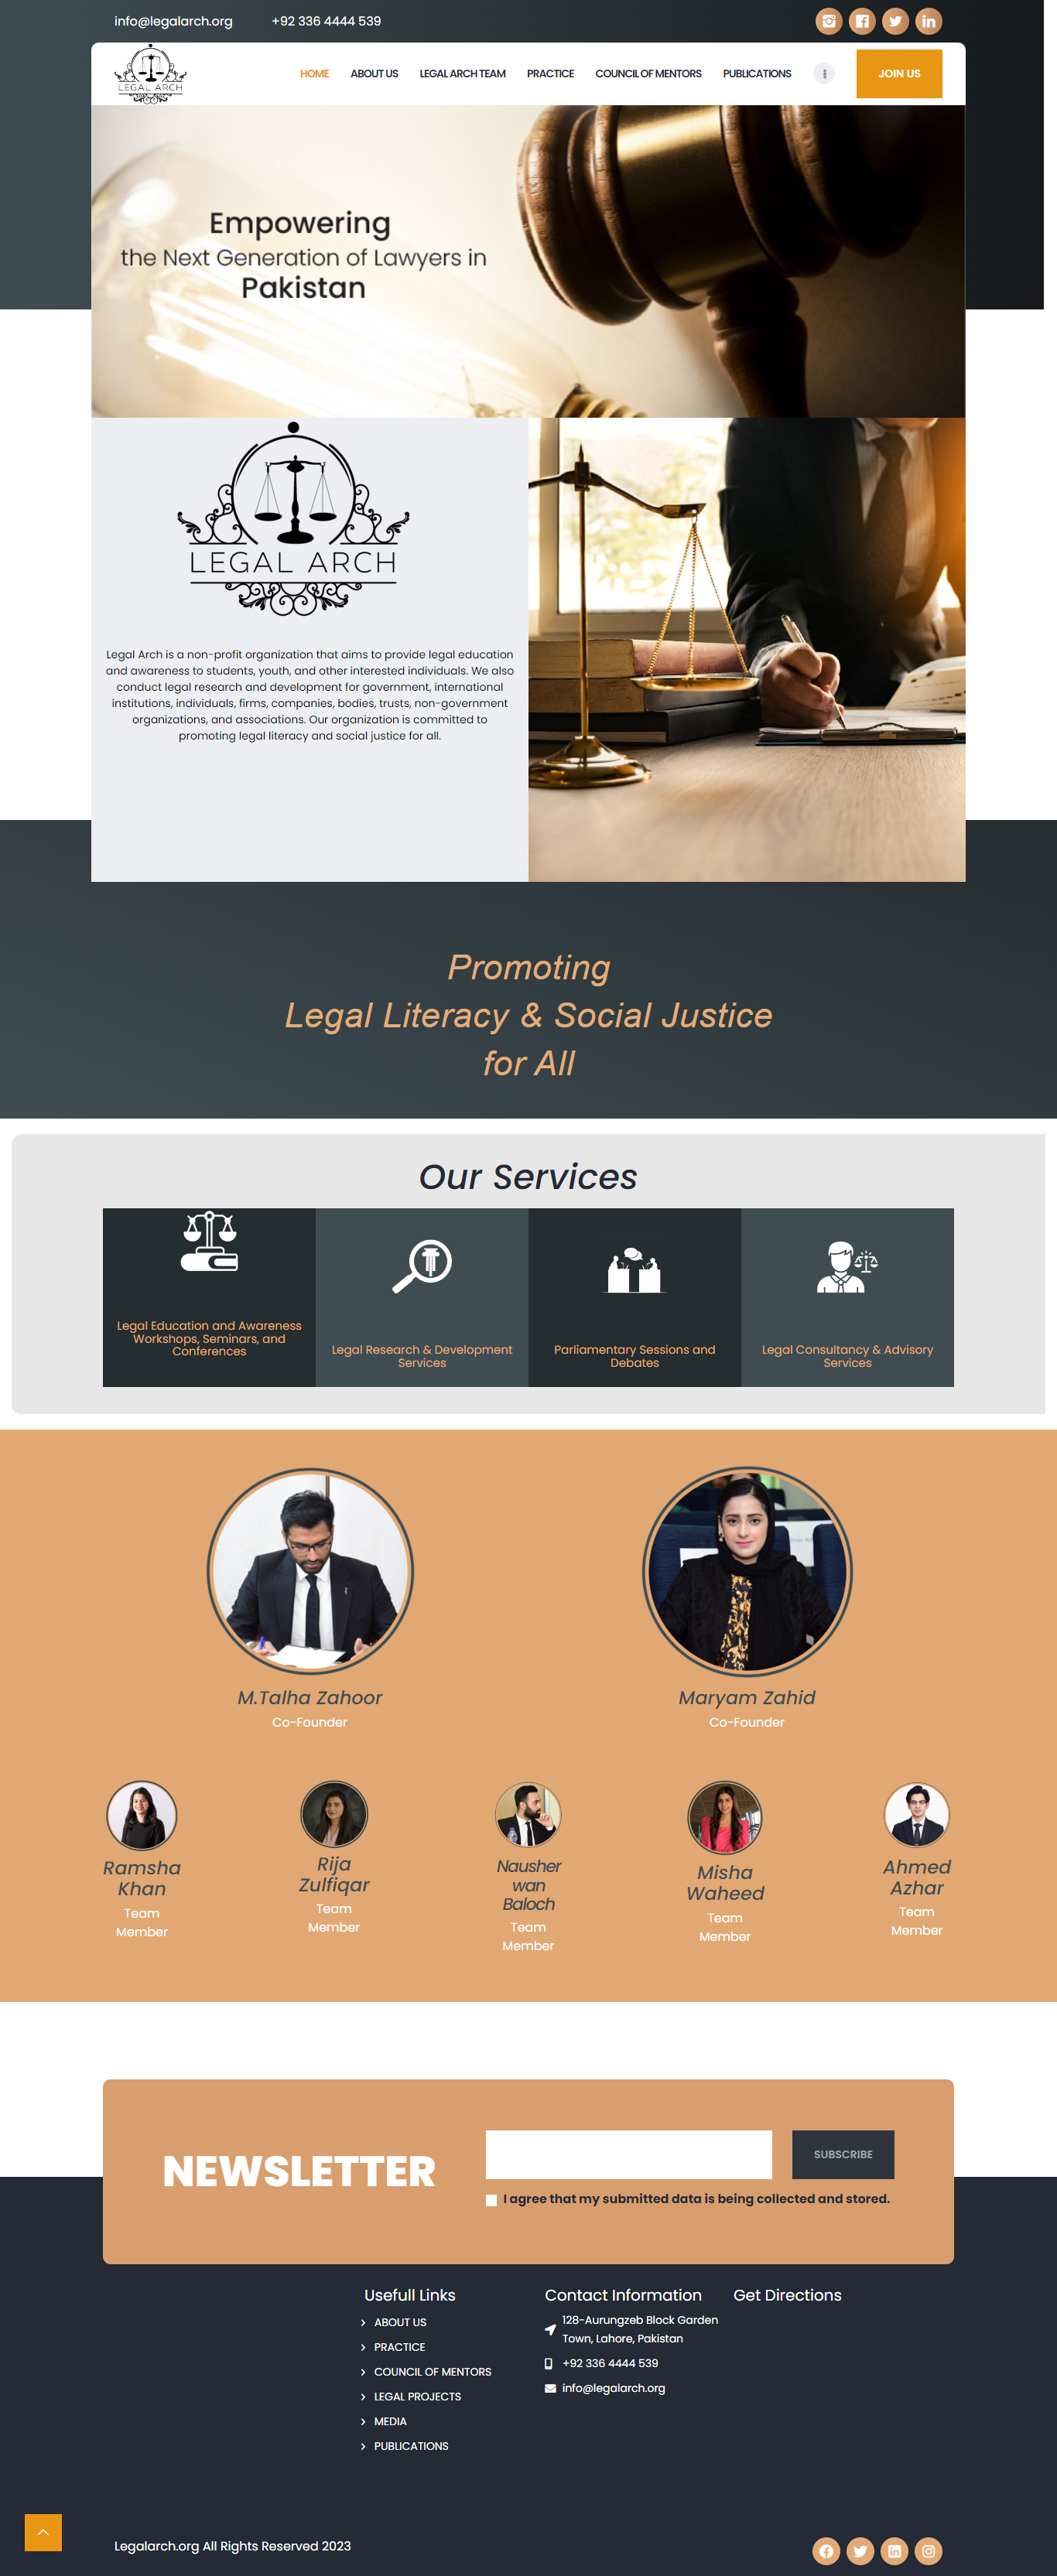 info@legalarch.org
+92 336 4444 539
LEGAL ARCH
HOME
ABOUT US
LEGAL ARCH TEAM
PRACTICE
COUNCIL OF MENTORS
PUBLICATIONS
JOIN US
Empowering
the Next Generation of Lawyers in
Pakistan
LEGAL ARCH
Legal Arch is a non-profit organization that aims to provide legal education
and awareness to students, youth, and other interested individuals. We also
conduct legal research and development for government, international
institutions, individuals, firms, companies, bodies, trusts, non-government
organizations, and associations. Our organization is committed to
promoting legal literacy and social justice for all.
Promoting
Legal Literacy & Social Justice
for All
Our Services
Legal Education and Awareness
Workshops, Seminars, and
Conferences
Legal Research & Development
Services
Parliamentary Sessions and
Debates
Legal Consultancy & Advisory
Services
M.Talha Zahoor
Co-Founder
Maryam Zahid
Co-Founder
Ramsha
Khan
Team
Member
Rija
Zulfiqar
Team
Member
Nausher
wan
Baloch
Team
Member
Misha
Waheed
Team
Member
Ahmed
Azhar
Team
Member
NEWSLETTER
SUBSCRIBE
I agree that my submitted data is being collected and stored.
Usefull Links
ABOUT US
PRACTICE
COUNCIL OF MENTORS
LEGAL PROJECTS
MEDIA
PUBLICATIONS
Contact Information
128-Aurungzeb Block Garden
Town, Lahore, Pakistan
+92 336 4444 539
info@legalarch.org
Get Directions
Legalarch.org All Rights Reserved 2023